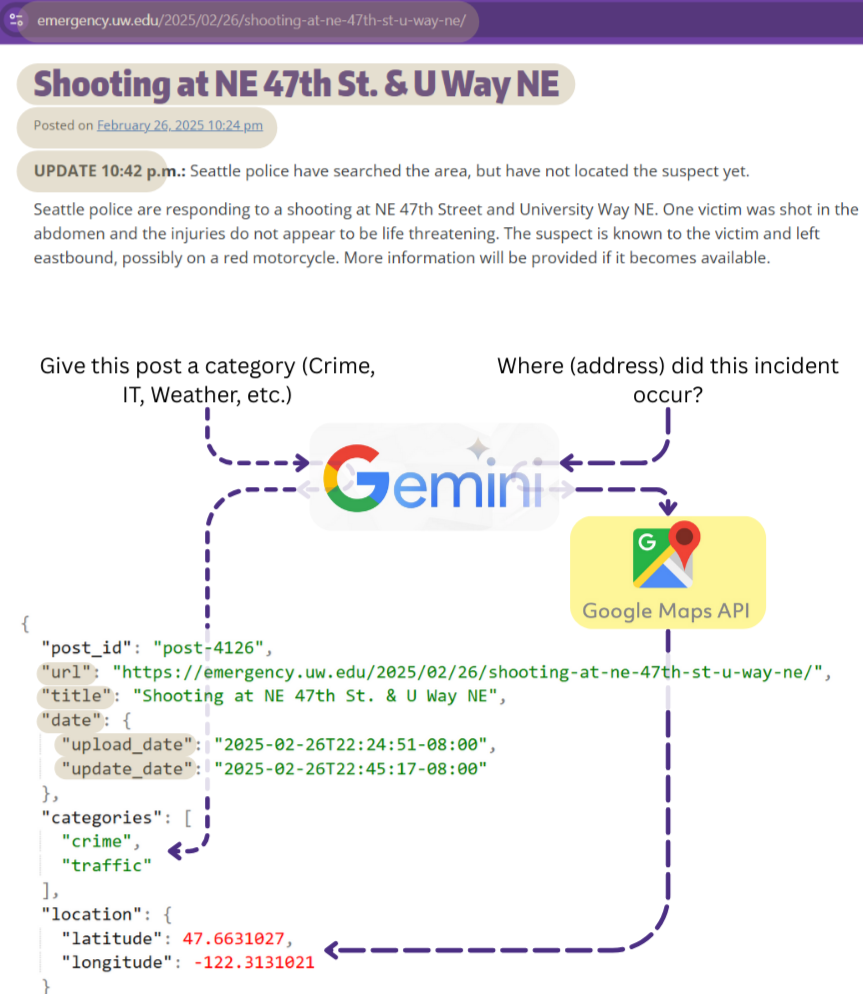 emergency.uw.edu/2025/02/26/shooting-at-ne-47th-st-u-way-ne/
Shooting at NE 47th St. & U Way NE
Posted on February 26, 2025 10:24 pm
UPDATE 10:42 p.m.: Seattle police have searched the area, but have not located the suspect yet.
Seattle police are responding to a shooting at NE 47th Street and University Way NE. One victim was shot in the
abdomen and the injuries do not appear to be life threatening. The suspect is known to the victim and left
eastbound, possibly on a red motorcycle. More information will be provided if it becomes available.
Give this post a category (Crime,
IT, Weather, etc.)
Where (address) did this incident
occur?
Gemini
G
Google Maps API
{
"post_id": "post-4126",
"url": "https://emergency.uw.edu/2025/02/26/shooting-at-ne-47th-st-u-way-ne/",
"title": "Shooting at NE 47th St. & U Way NE",
"date": {
"upload_date": "2025-02-26T22:24:51-08:00",
"update_date": "2025-02-26T22:45:17-08:00"
},
"categories": [
"crime",
"traffic"
],
"location": {
"latitude": 47.6631027,
"longitude": -122.3131021
}